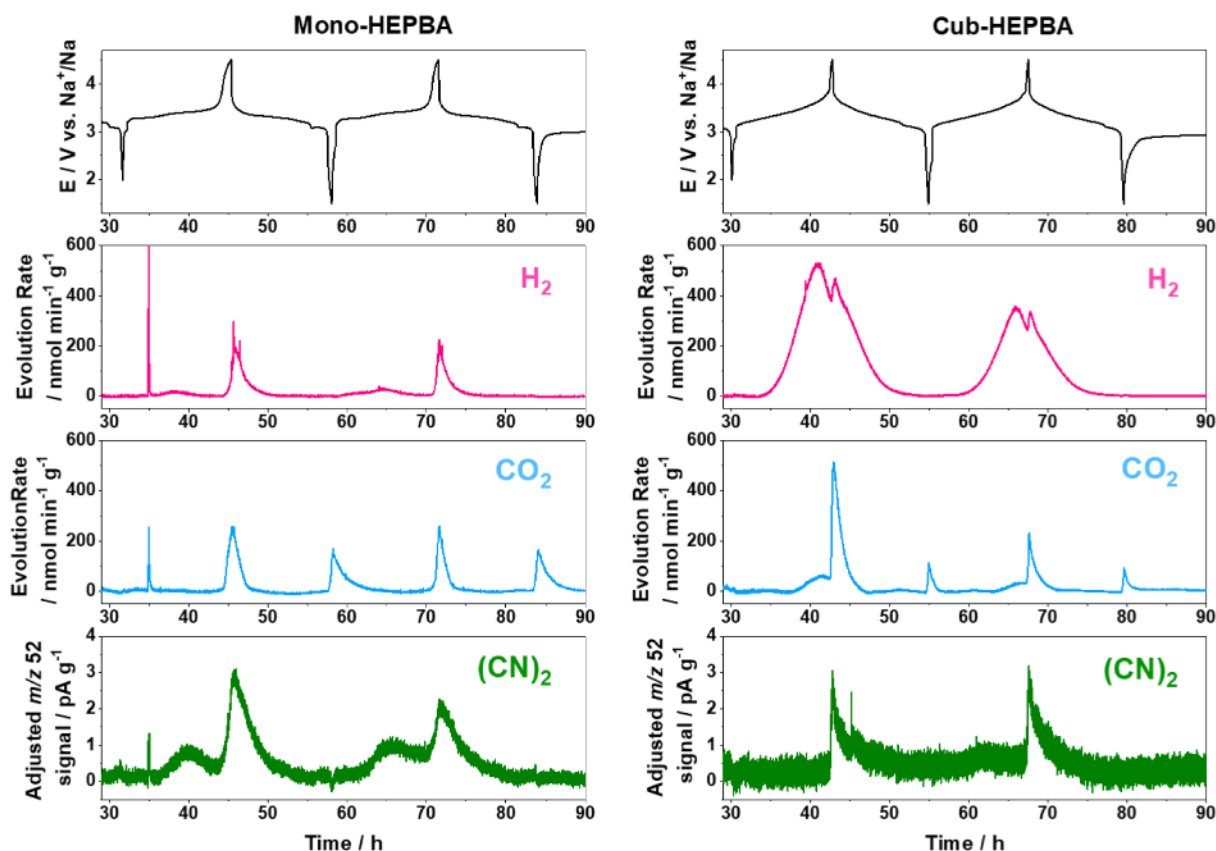 Mono-HEPBA
E / V vs. Na⁺/Na
4
3
2
30 40 50 60 70 80 90
Evolution Rate
/ nmol min⁻¹ g⁻¹
600
400
200
0
H₂
30 40 50 60 70 80 90
EvolutionRate
/ nmol min⁻¹ g⁻¹
600
400
200
0
CO₂
30 40 50 60 70 80 90
Adjusted m/z 52
signal / pA g⁻¹
4
3
2
1
0
(CN)₂
30 40 50 60 70 80 90
Time / h
Cub-HEPBA
E / V vs. Na⁺/Na
4
3
2
30 40 50 60 70 80 90
Evolution Rate
/ nmol min⁻¹ g⁻¹
600
400
200
0
H₂
30 40 50 60 70 80 90
Evolution Rate
/ nmol min⁻¹ g⁻¹
600
400
200
0
CO₂
30 40 50 60 70 80 90
Adjusted m/z 52
signal / pA g⁻¹
4
3
2
1
0
(CN)₂
30 40 50 60 70 80 90
Time / h